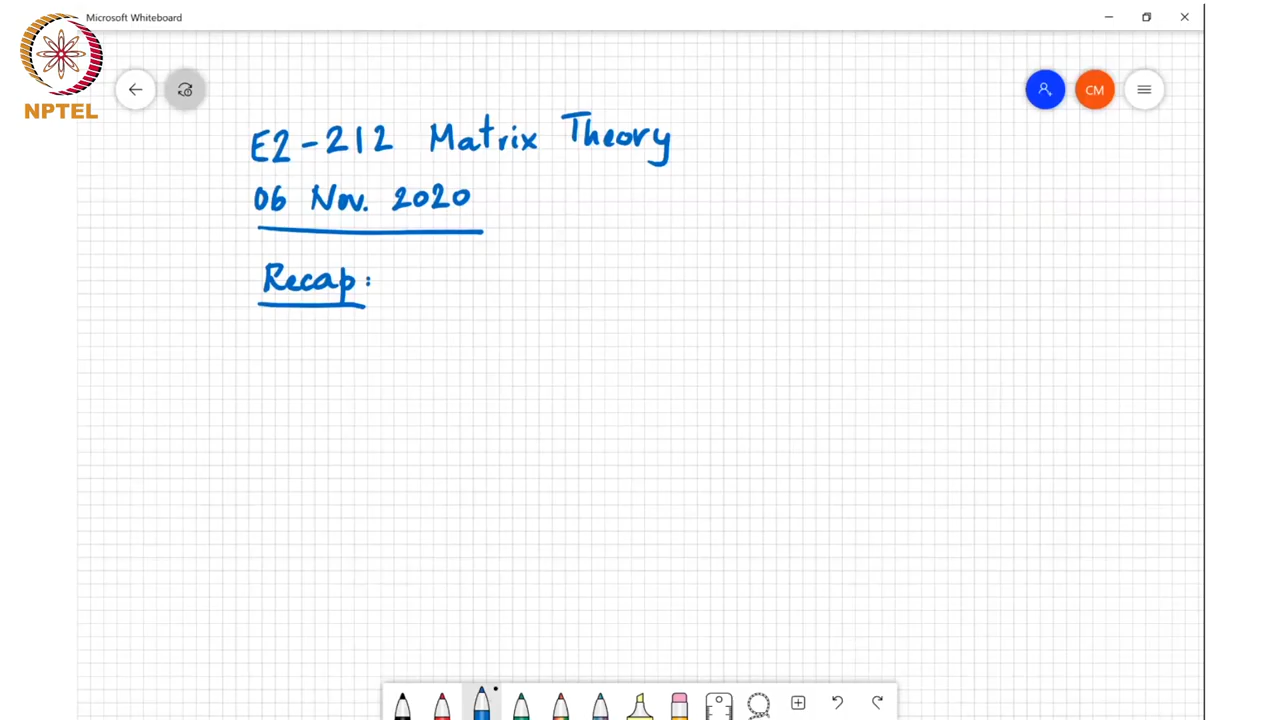 Microsoft Whiteboard
NPTEL
CM
E2-212 Matrix Theory
06 Nov. 2020
Recap: